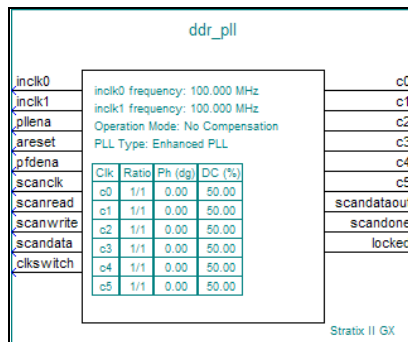 ddr_pll
inclk0
inclk1
pllena
areset
pfdena
scanclk
scanread
scanwrite
scandata
clkswitch
inclk0 frequency: 100.000 MHz
inclk1 frequency: 100.000 MHz
Operation Mode: No Compensation
PLL Type: Enhanced PLL
Clk Ratio Ph (dg) DC (%)
c0 1/1 0.00 50.00
c1 1/1 0.00 50.00
c2 1/1 0.00 50.00
c3 1/1 0.00 50.00
c4 1/1 0.00 50.00
c5 1/1 0.00 50.00
c0
c1
c2
c3
c4
c5
scandataout
scandone
locked
Stratix II GX